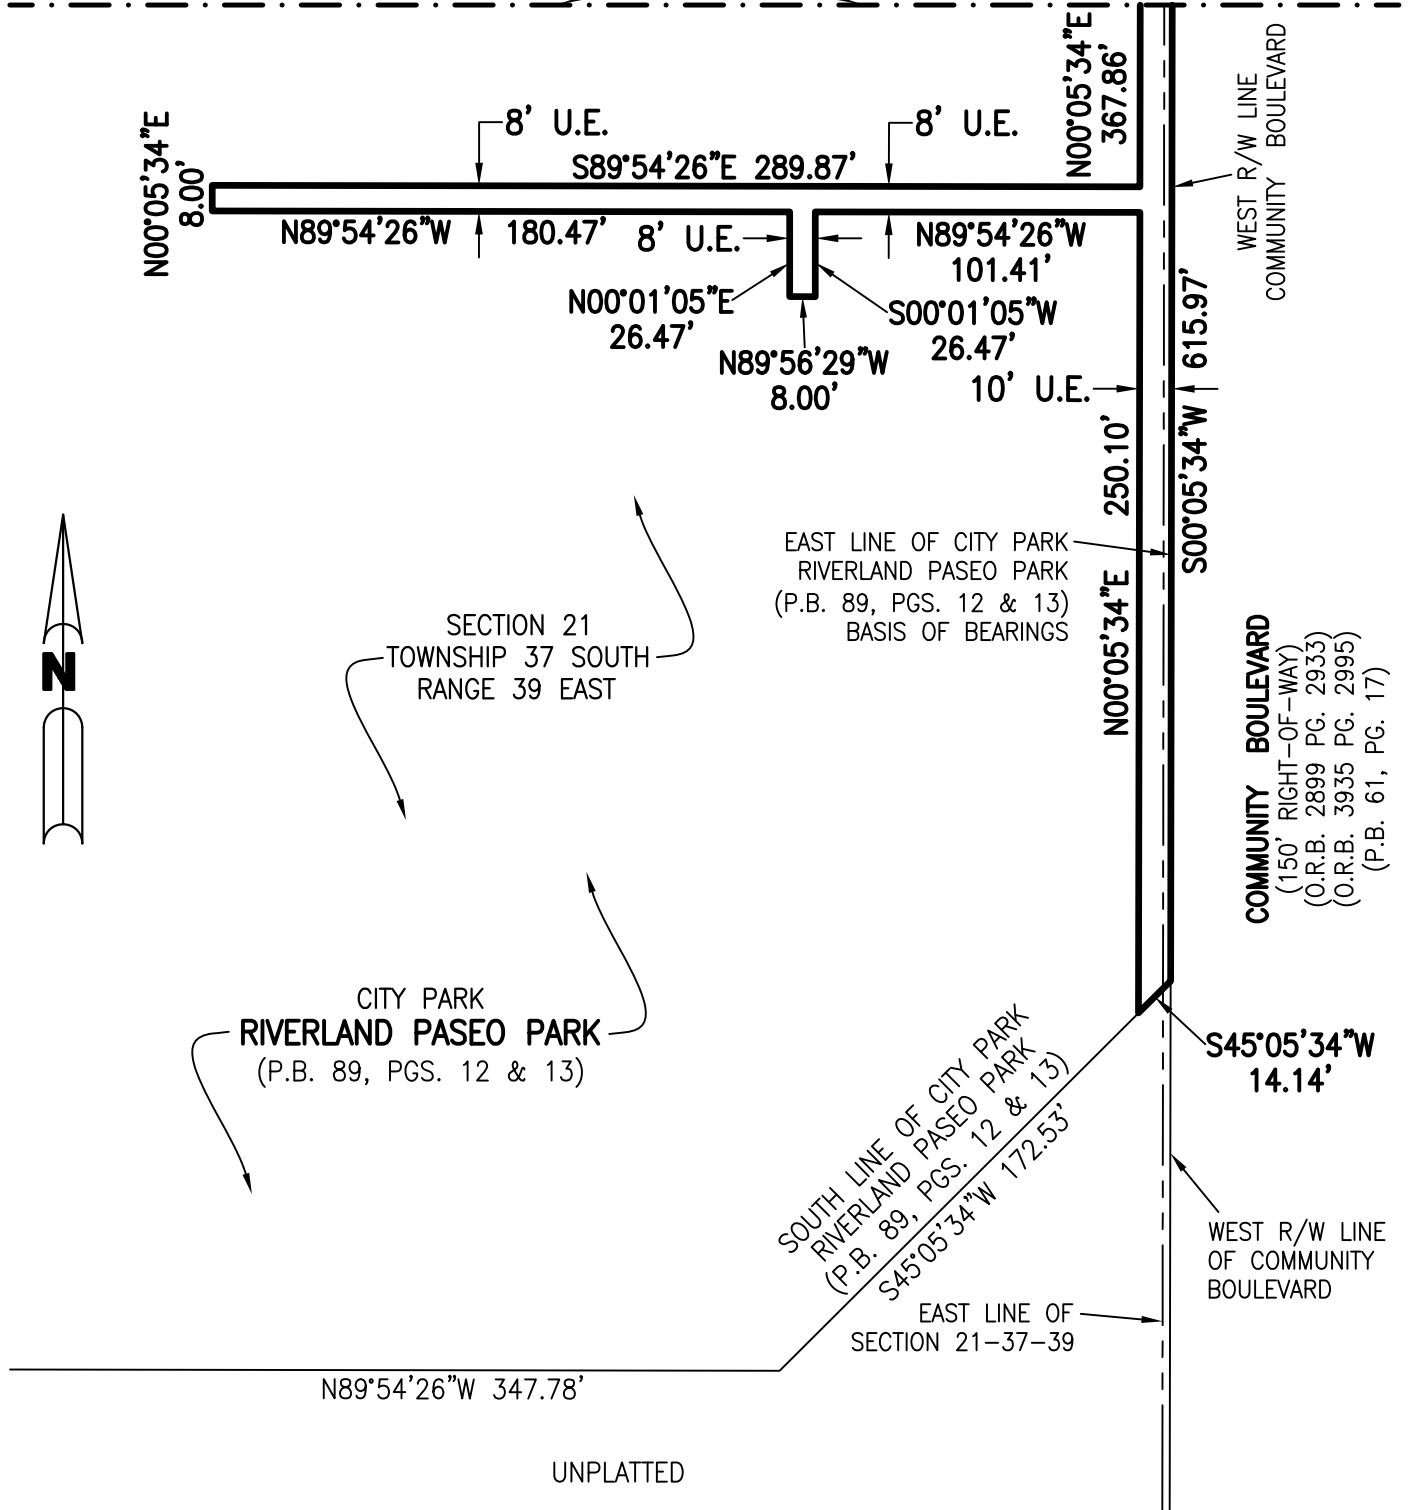 N00°05'34"E
367.86'
WEST R/W LINE
COMMUNITY BOULEVARD
8' U.E.
8' U.E.
S89°54'26"E 289.87'
N00°05'34"E
8.00'
N89°54'26"W 180.47'
8' U.E.
N89°54'26"W
101.41'
N00°01'05"E
26.47'
S00°01'05"W
26.47'
N89°56'29"W
8.00'
10' U.E.
S00°05'34"W 615.97'
N00°05'34"E 250.10'
EAST LINE OF CITY PARK
RIVERLAND PASEO PARK
(P.B. 89, PGS. 12 & 13)
BASIS OF BEARINGS
SECTION 21
TOWNSHIP 37 SOUTH
RANGE 39 EAST
N
COMMUNITY BOULEVARD
(150' RIGHT-OF-WAY)
(O.R.B. 2899 PG. 2933)
(O.R.B. 3935 PG. 2995)
(P.B. 61, PG. 17)
CITY PARK
RIVERLAND PASEO PARK
(P.B. 89, PGS. 12 & 13)
S45°05'34"W
14.14'
SOUTH LINE OF CITY PARK
RIVERLAND PASEO PARK
(P.B. 89, PGS. 12 & 13)
S45°05'34"W 172.53'
WEST R/W LINE
OF COMMUNITY
BOULEVARD
EAST LINE OF
SECTION 21-37-39
N89°54'26"W 347.78'
UNPLATTED